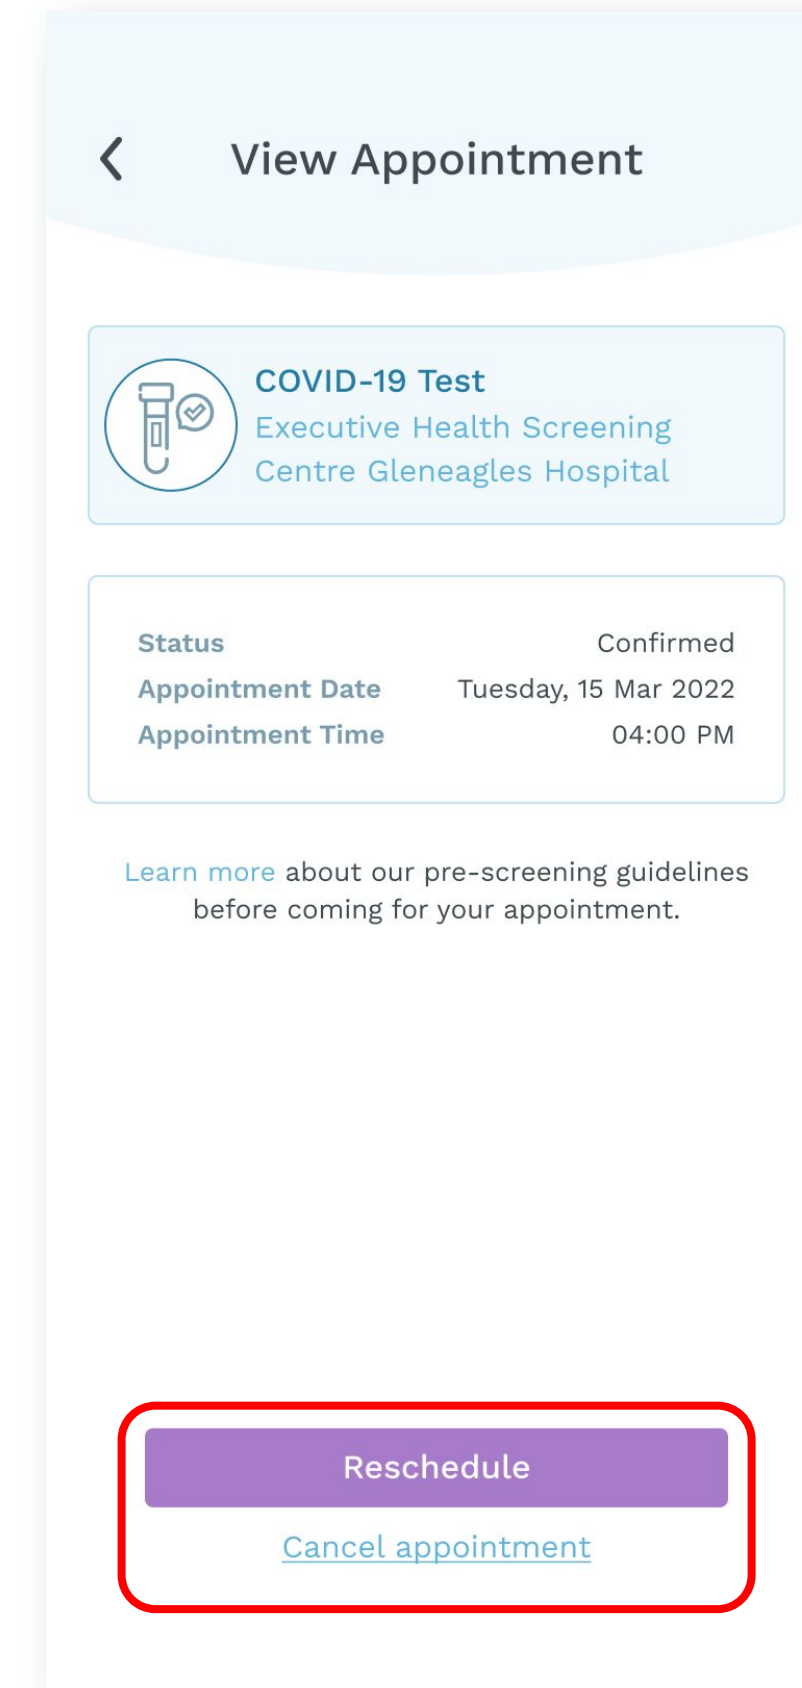 View Appointment
COVID-19 Test
Executive Health Screening
Centre Gleneagles Hospital
Status Confirmed
Appointment Date Tuesday, 15 Mar 2022
Appointment Time 04:00 PM
Learn more about our pre-screening guidelines
before coming for your appointment.
Reschedule
Cancel appointment